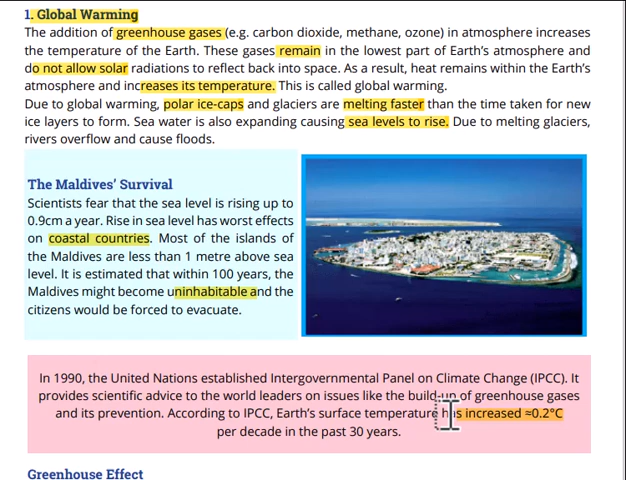 1. Global Warming
The addition of greenhouse gases (e.g. carbon dioxide, methane, ozone) in atmosphere increases
the temperature of the Earth. These gases remain in the lowest part of Earth's atmosphere and
do not allow solar radiations to reflect back into space. As a result, heat remains within the Earth's
atmosphere and increases its temperature. This is called global warming.
Due to global warming, polar ice-caps and glaciers are melting faster than the time taken for new
ice layers to form. Sea water is also expanding causing sea levels to rise. Due to melting glaciers,
rivers overflow and cause floods.
The Maldives' Survival
Scientists fear that the sea level is rising up to
0.9cm a year. Rise in sea level has worst effects
on coastal countries. Most of the islands of
the Maldives are less than 1 metre above sea
level. It is estimated that within 100 years, the
Maldives might become uninhabitable and the
citizens would be forced to evacuate.
In 1990, the United Nations established Intergovernmental Panel on Climate Change (IPCC). It
provides scientific advice to the world leaders on issues like the build-up of greenhouse gases
and its prevention. According to IPCC, Earth's surface temperature has increased ≈0.2°C
per decade in the past 30 years.
Greenhouse Effect